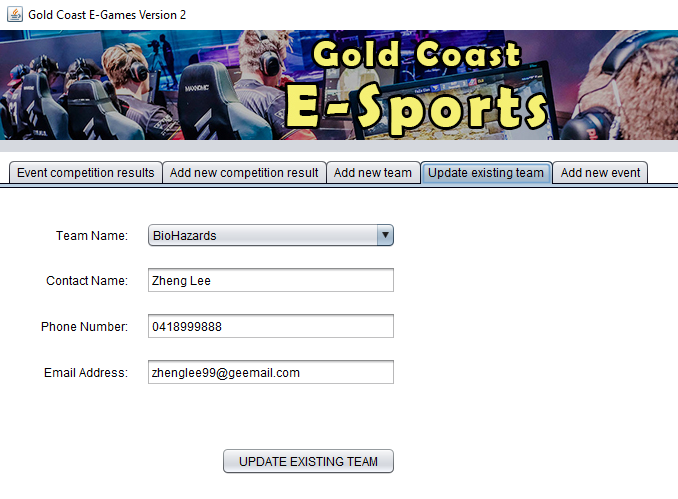 Gold Coast E-Games Version 2
Gold Coast
E-Sports
MAXNOMIC
Event competition results
Add new competition result
Add new team
Update existing team
Add new event
Team Name:
BioHazards
Contact Name:
Zheng Lee
Phone Number:
0418999888
Email Address:
zhenglee99@geemail.com
UPDATE EXISTING TEAM